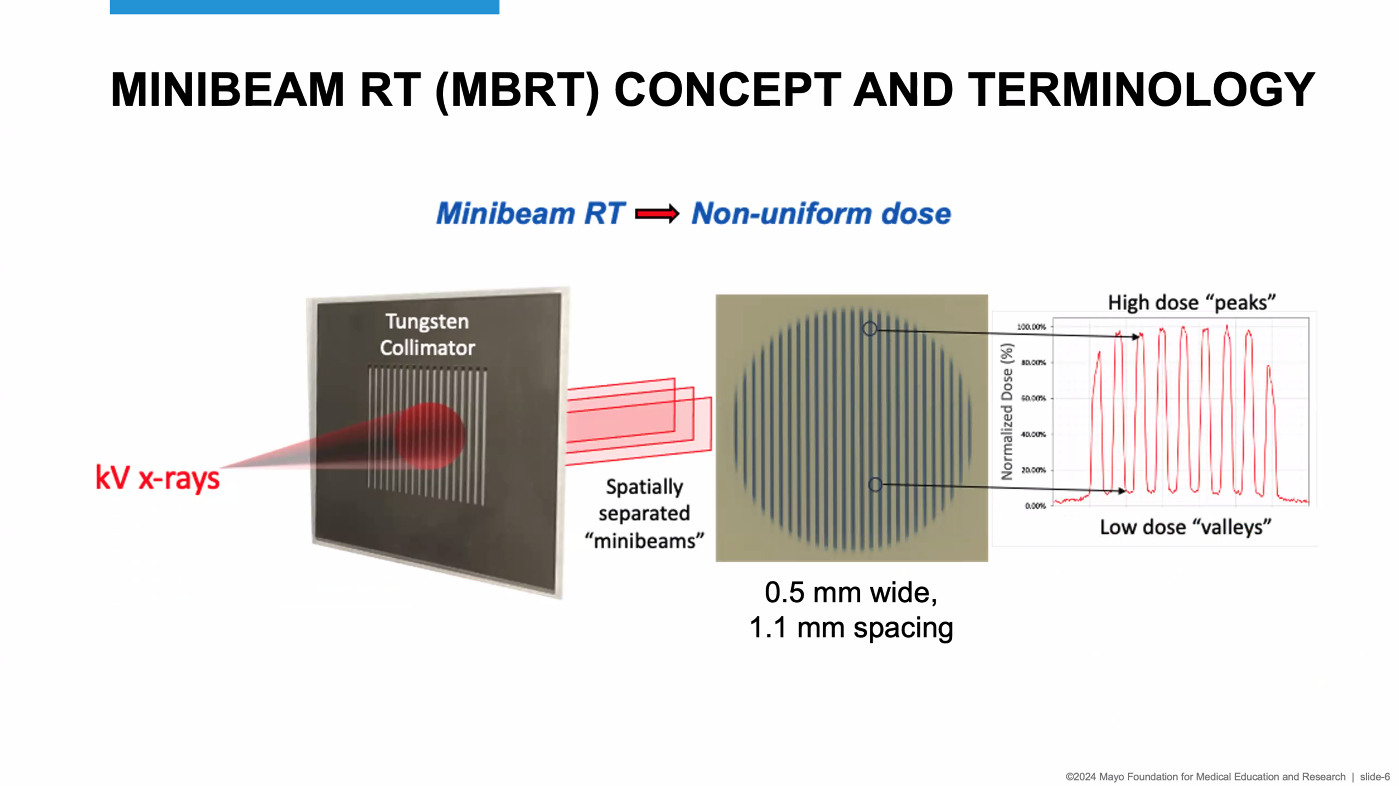 MINIBEAM RT (MBRT) CONCEPT AND TERMINOLOGY
Minibeam RT
Non-uniform dose
Tungsten
Collimator
kV x-rays
Spatially
separated
“minibeams”
0.5 mm wide,
1.1 mm spacing
High dose “peaks”
Normalized Dose (%)
100.00%
80.00%
60.00%
40.00%
20.00%
0.00%
Low dose “valleys”
©2024 Mayo Foundation for Medical Education and Research | slide-6